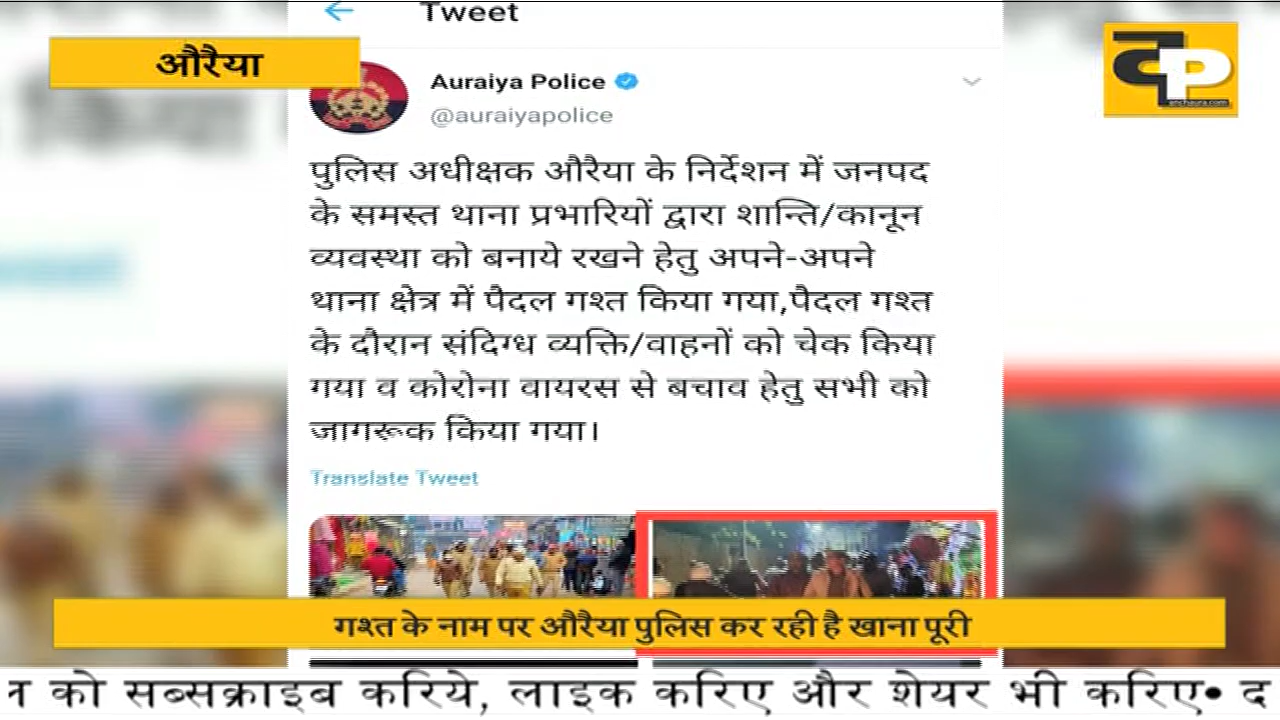 Tweet
औरैया
Auraiya Police
@auraiyapolice
पुलिस अधीक्षक औरैया के निर्देशन में जनपद
के समस्त थाना प्रभारियों द्वारा शान्ति/कानून
व्यवस्था को बनाये रखने हेतु अपने-अपने
थाना क्षेत्र में पैदल गश्त किया गया,पैदल गश्त
के दौरान संदिग्ध व्यक्ति/वाहनों को चेक किया
गया व कोरोना वायरस से बचाव हेतु सभी को
जागरूक किया गया।
Translate Tweet
गश्त के नाम पर औरैया पुलिस कर रही है खाना पूरी
को सब्सक्राइब करिये, लाइक करिए और शेयर भी करिए• द